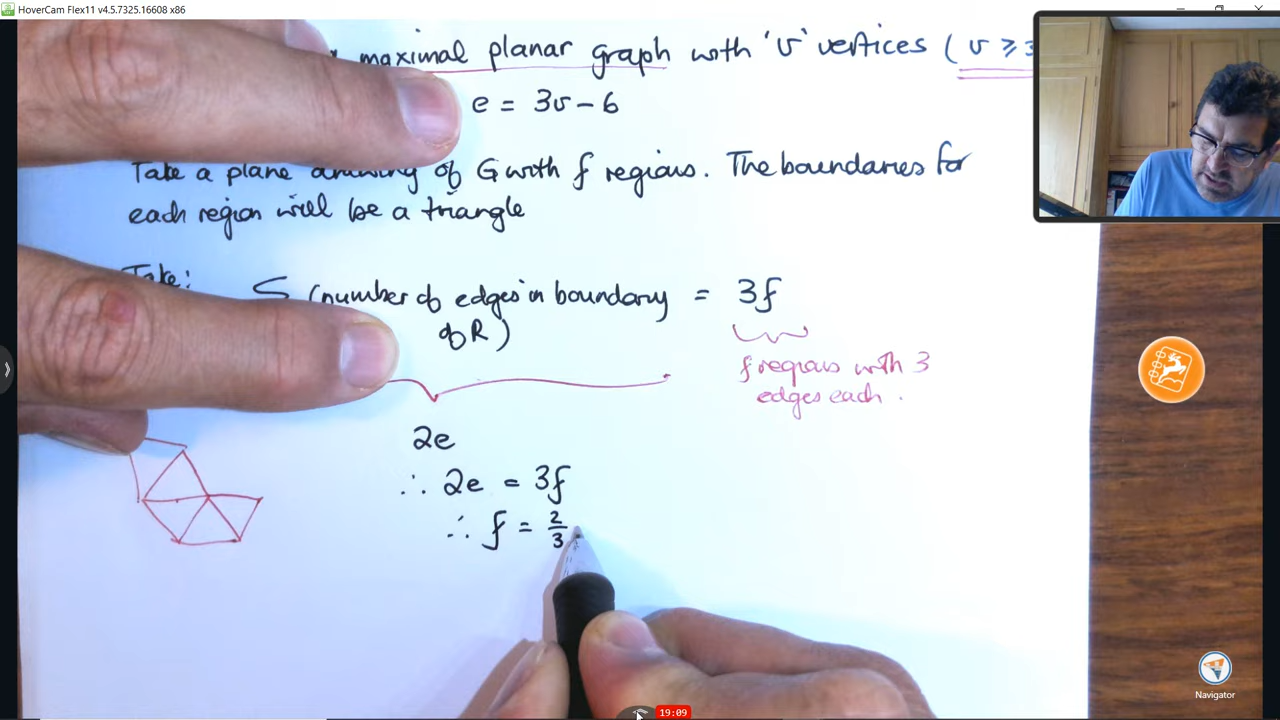 HoverCam Flex11 v4.5.7325.16608 x86
maximal planar graph with 'v' vertices (v ≥ 3
e = 3v - 6
Take a plane drawing of G with f regions. The boundaries for
each region will be a triangle
Take:
(number of edges in boundary = 3f
of R)
f regions with 3
edges each.
2e
∴ 2e = 3f
∴ f = 2/3
Navigator
19:09